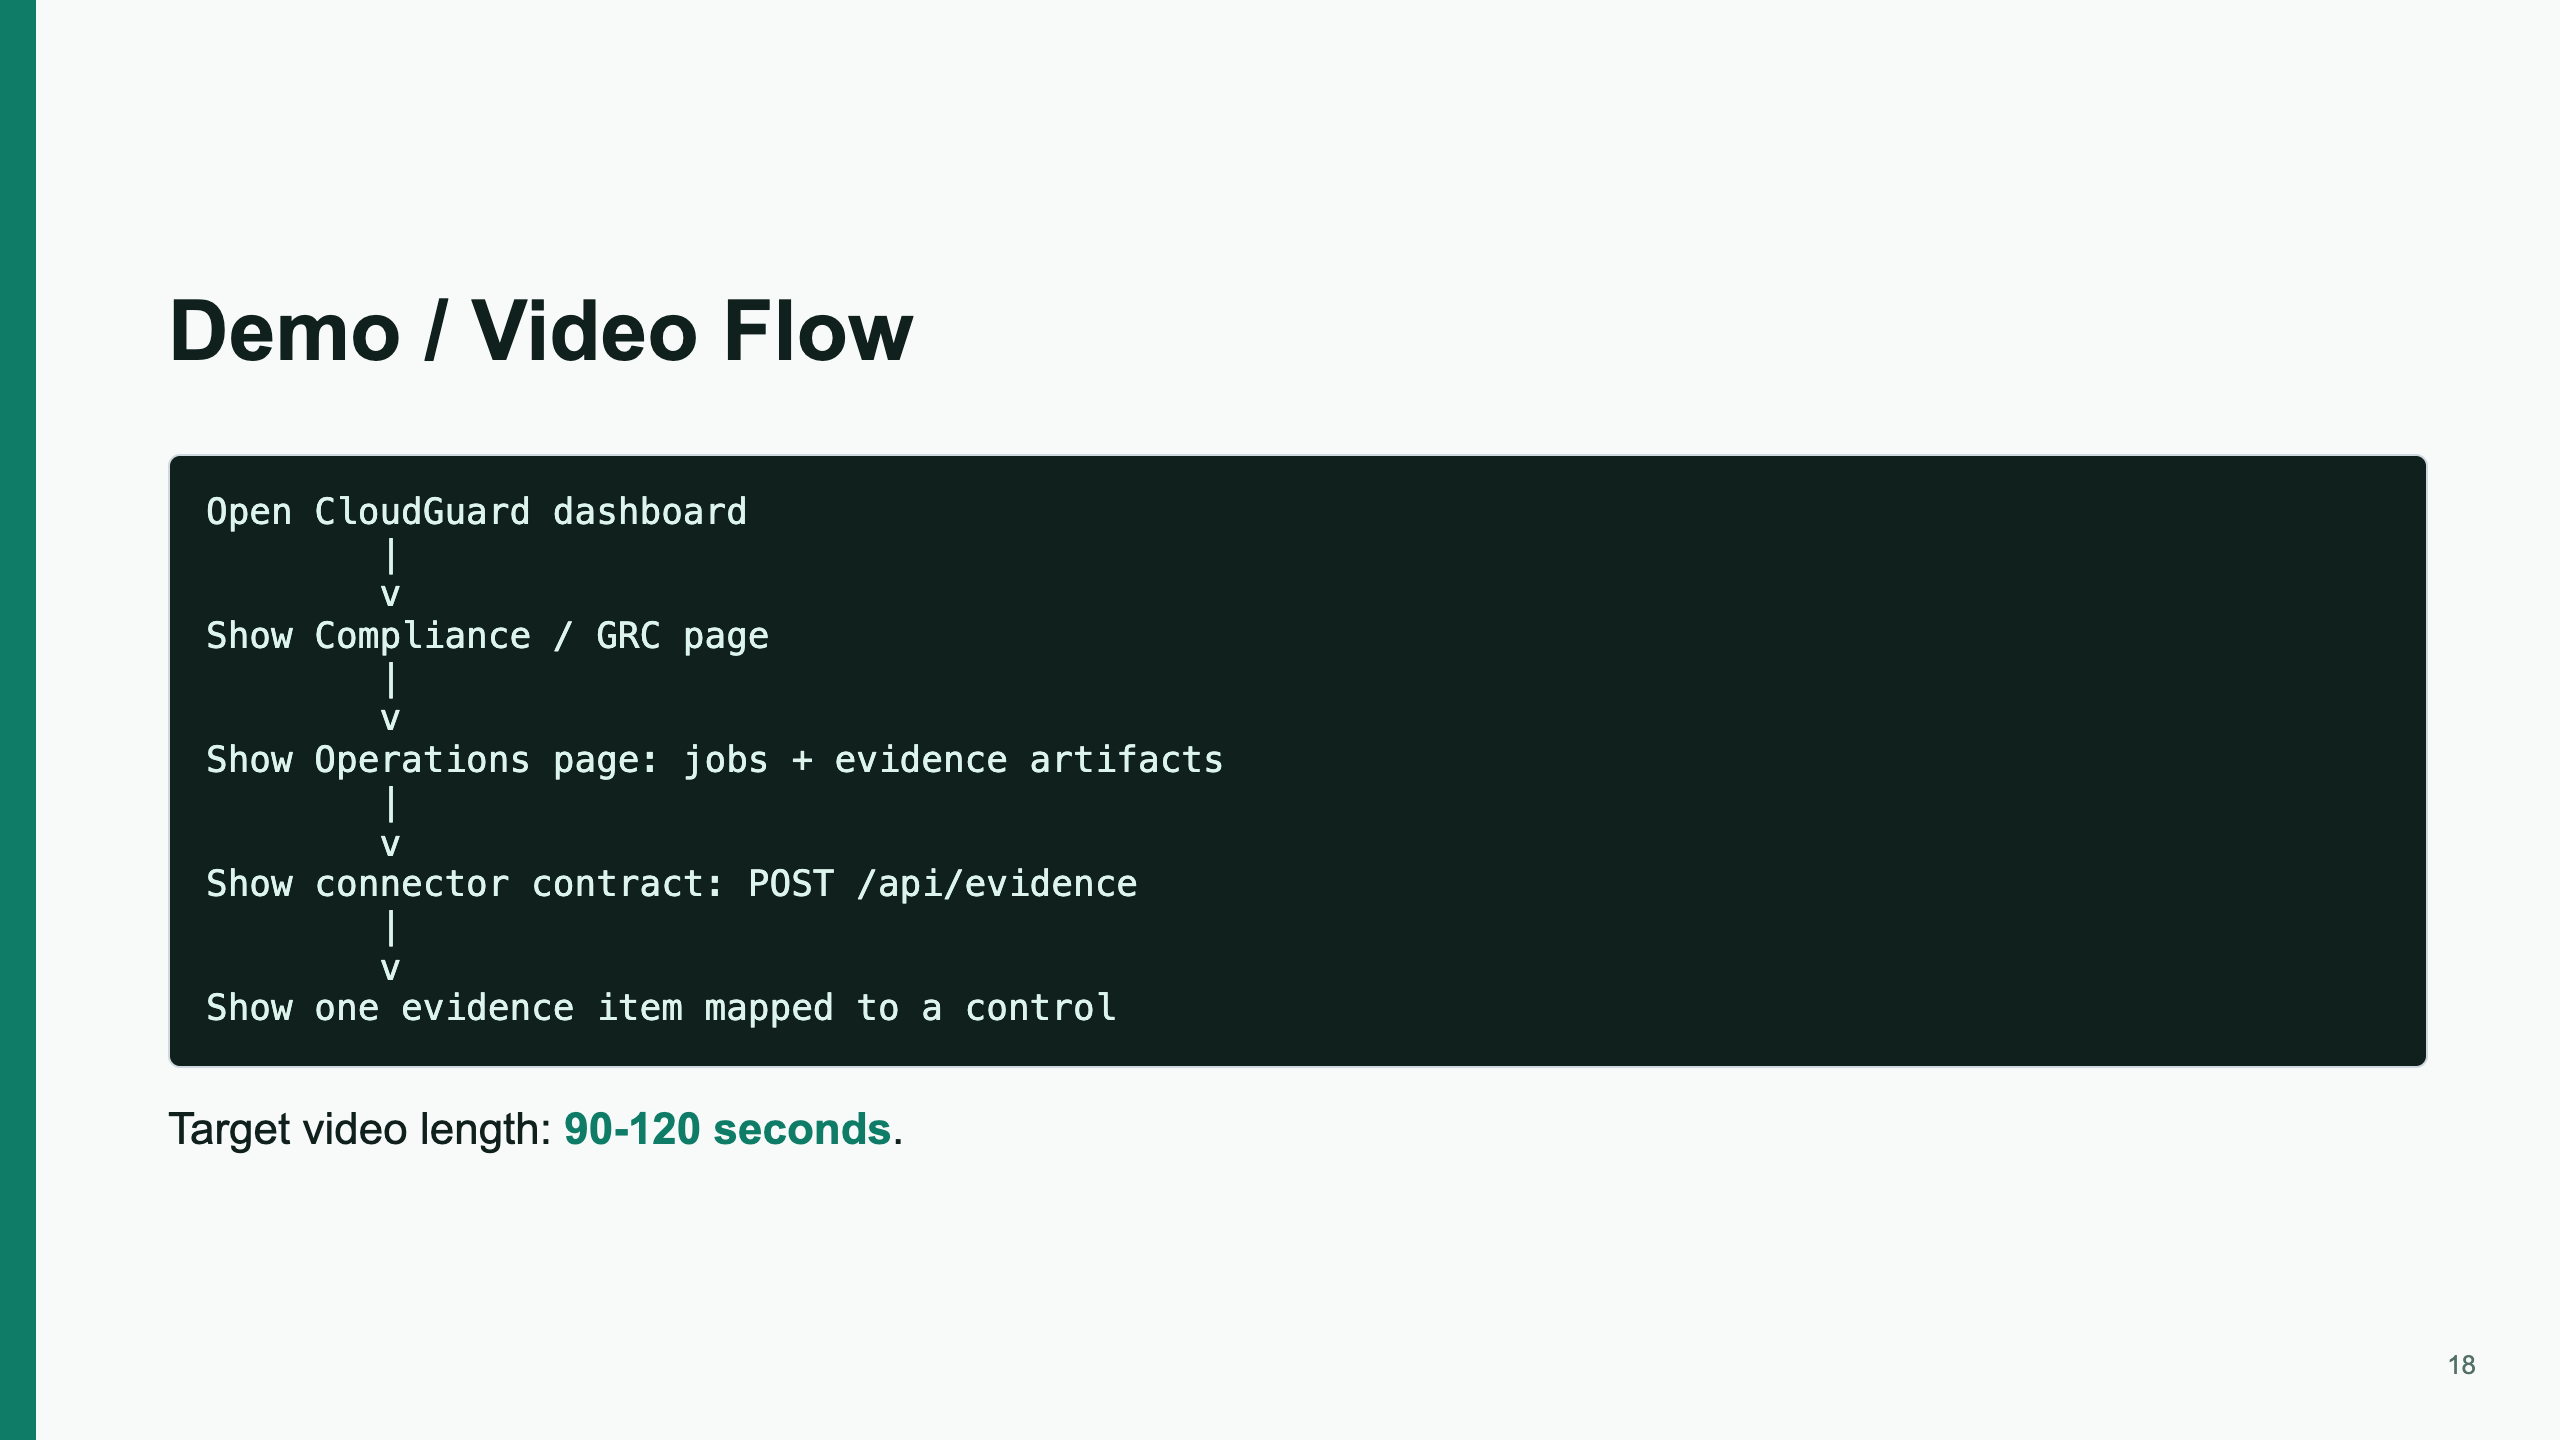 Demo / Video Flow
Open CloudGuard dashboard
|
v
Show Compliance / GRC page
|
v
Show Operations page: jobs + evidence artifacts
|
v
Show connector contract: POST /api/evidence
|
v
Show one evidence item mapped to a control
Target video length: 90-120 seconds.
18